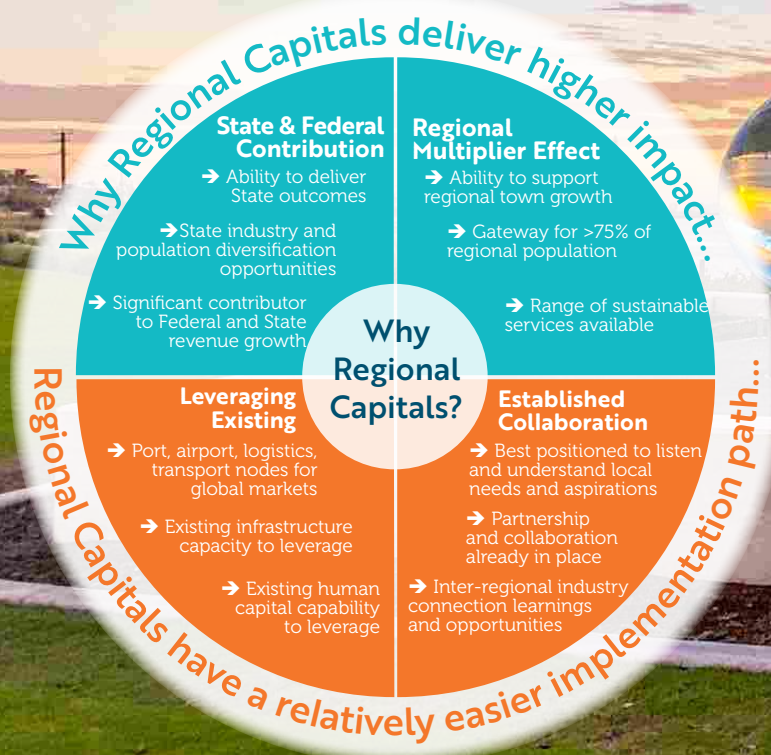 Why Regional Capitals deliver higher impact...
State & Federal
Contribution
➔ Ability to deliver
State outcomes
➔State industry and
population diversification
opportunities
➔ Significant contributor
to Federal and State
revenue growth
Regional
Multiplier Effect
➔ Ability to support
regional town growth
➔ Gateway for >75% of
regional population
➔ Range of sustainable
services available
Why
Regional
Capitals?
Leveraging
Existing
➔ Port, airport, logistics,
transport nodes for
global markets
➔ Existing infrastructure
capacity to leverage
➔ Existing human
capital capability
to leverage
Established
Collaboration
➔ Best positioned to listen
and understand local
needs and aspirations
➔ Partnership
and collaboration
already in place
➔ Inter-regional industry
connection learnings
and opportunities
Regional Capitals have a relatively easier implementation path...